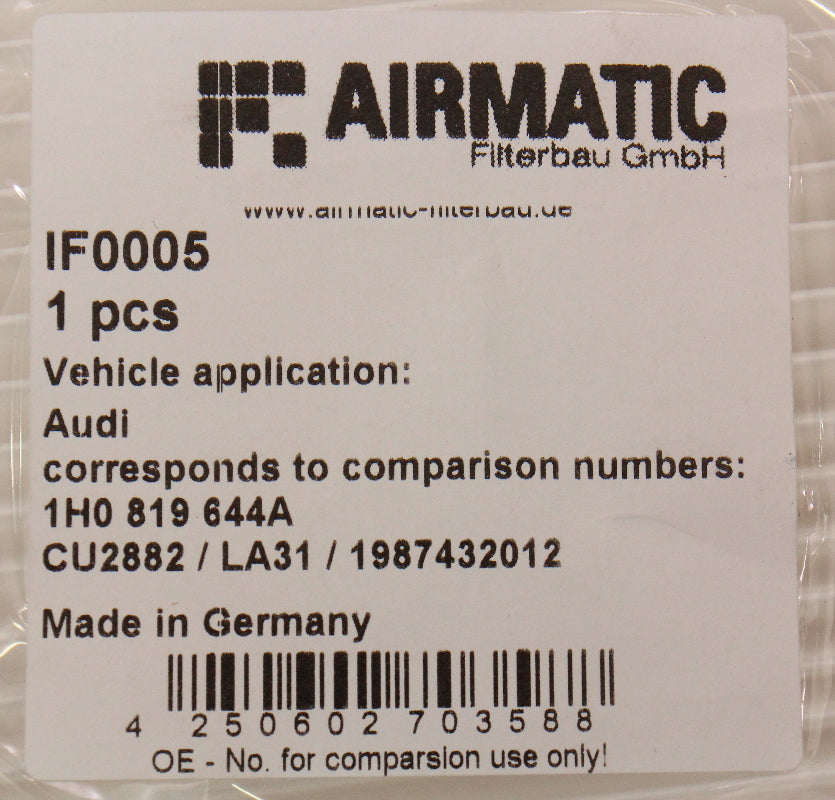 AIRMATIC
Filterbau GmbH
www.airmatic-filterbau.de
IF0005
1 pcs
Vehicle application:
Audi
corresponds to comparison numbers:
1H0 819 644A
CU2882 / LA31 / 1987432012
Made in Germany
4 250602 703588
OE - No. for comparsion use only!